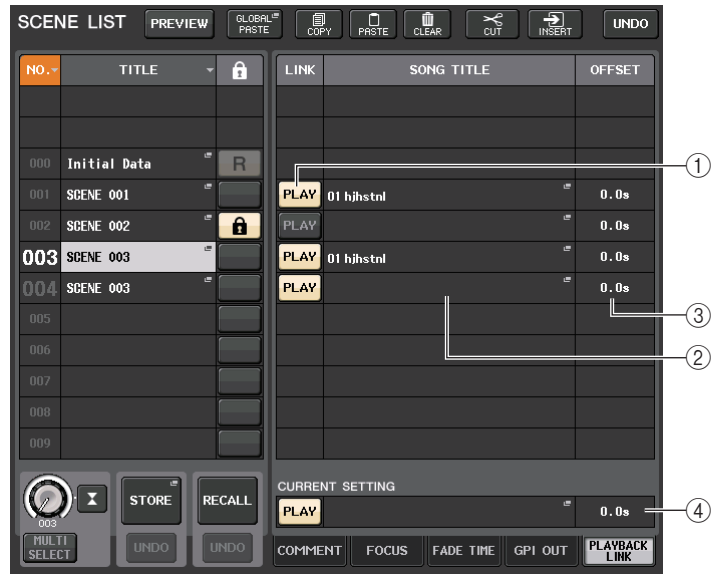 SCENE LIST PREVIEW GLOBAL PASTE COPY PASTE CLEAR CUT INSERT UNDO
NO. TITLE LINK SONG TITLE OFFSET
000 Initial Data R ①
001 SCENE 001 PLAY 01 hjhstnl 0.0s
002 SCENE 002 PLAY 0.0s
003 SCENE 003 PLAY 01 hjhstnl 0.0s
004 SCENE 003 PLAY 0.0s
005 ③
006 ②
007
008
009
003 MULTI SELECT STORE UNDO RECALL UNDO
CURRENT SETTING
PLAY 0.0s ④
COMMENT FOCUS FADE TIME GPI OUT PLAYBACK LINK